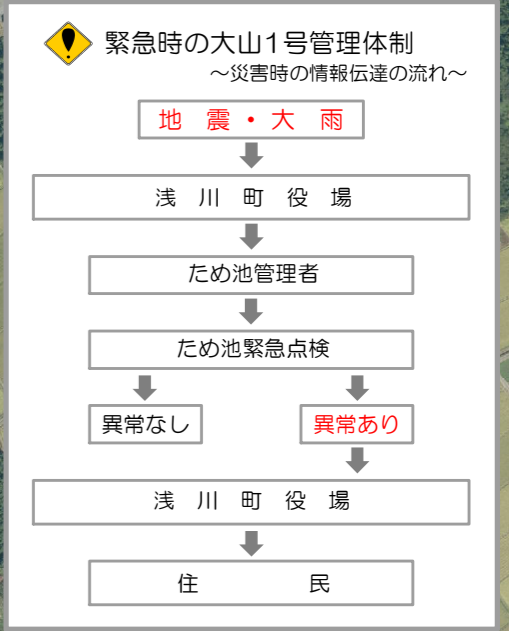 緊急時の大山1号管理体制
～災害時の情報伝達の流れ～
地 震・大 雨
浅 川 町 役 場
ため池管理者
ため池緊急点検
異常なし
異常あり
浅 川 町 役 場
住 民